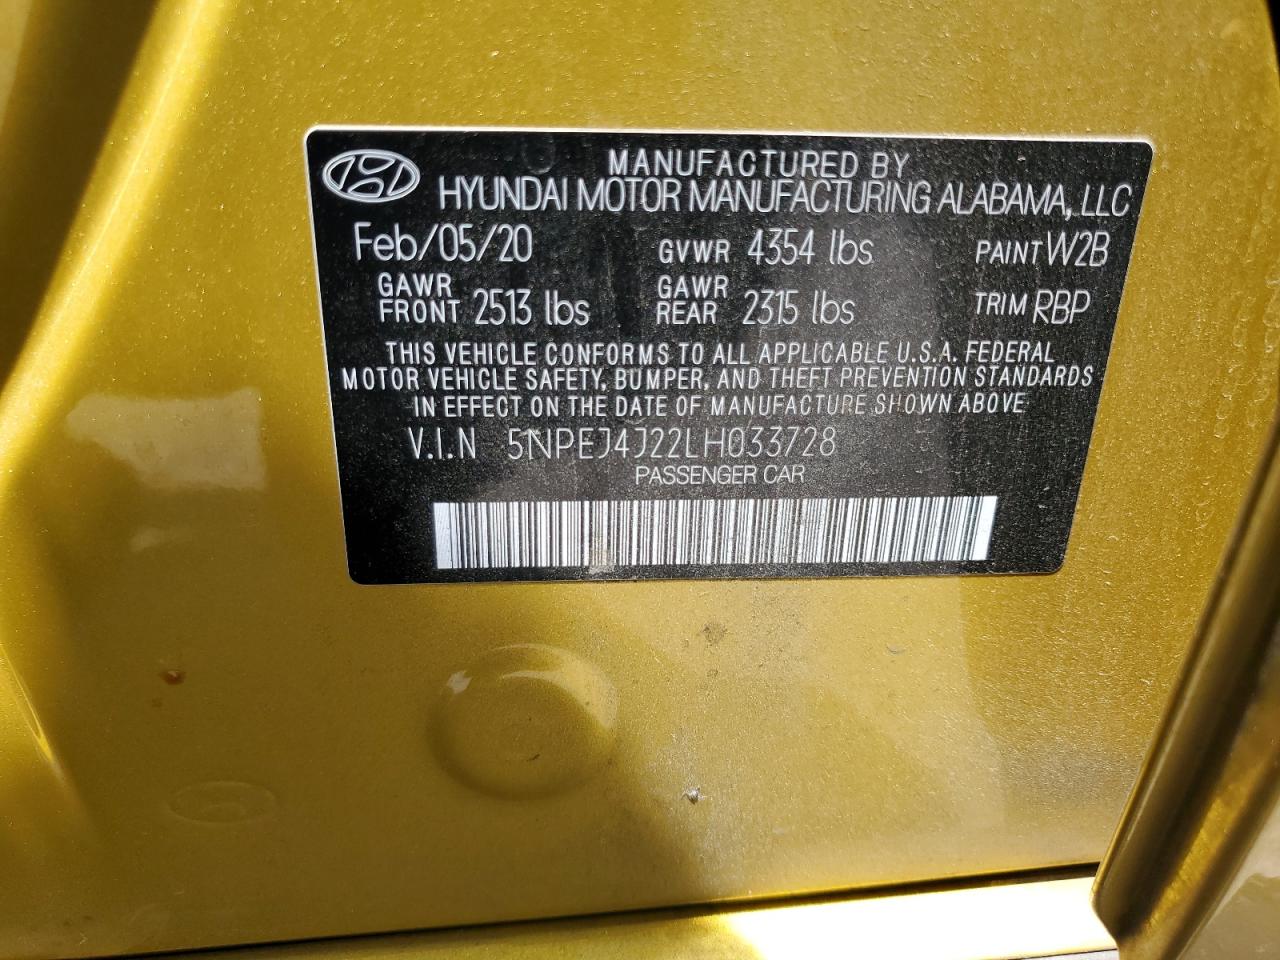 MANUFACTURED BY
HYUNDAI MOTOR MANUFACTURING ALABAMA, LLC
Feb/05/20 GVWR 4354 lbs PAINT W2B
GAWR FRONT 2513 lbs GAWR REAR 2315 lbs TRIM RBP
THIS VEHICLE CONFORMS TO ALL APPLICABLE U.S.A. FEDERAL
MOTOR VEHICLE SAFETY, BUMPER, AND THEFT PREVENTION STANDARDS
IN EFFECT ON THE DATE OF MANUFACTURE SHOWN ABOVE
V.I.N 5NPEJ4J22LH033728
PASSENGER CAR